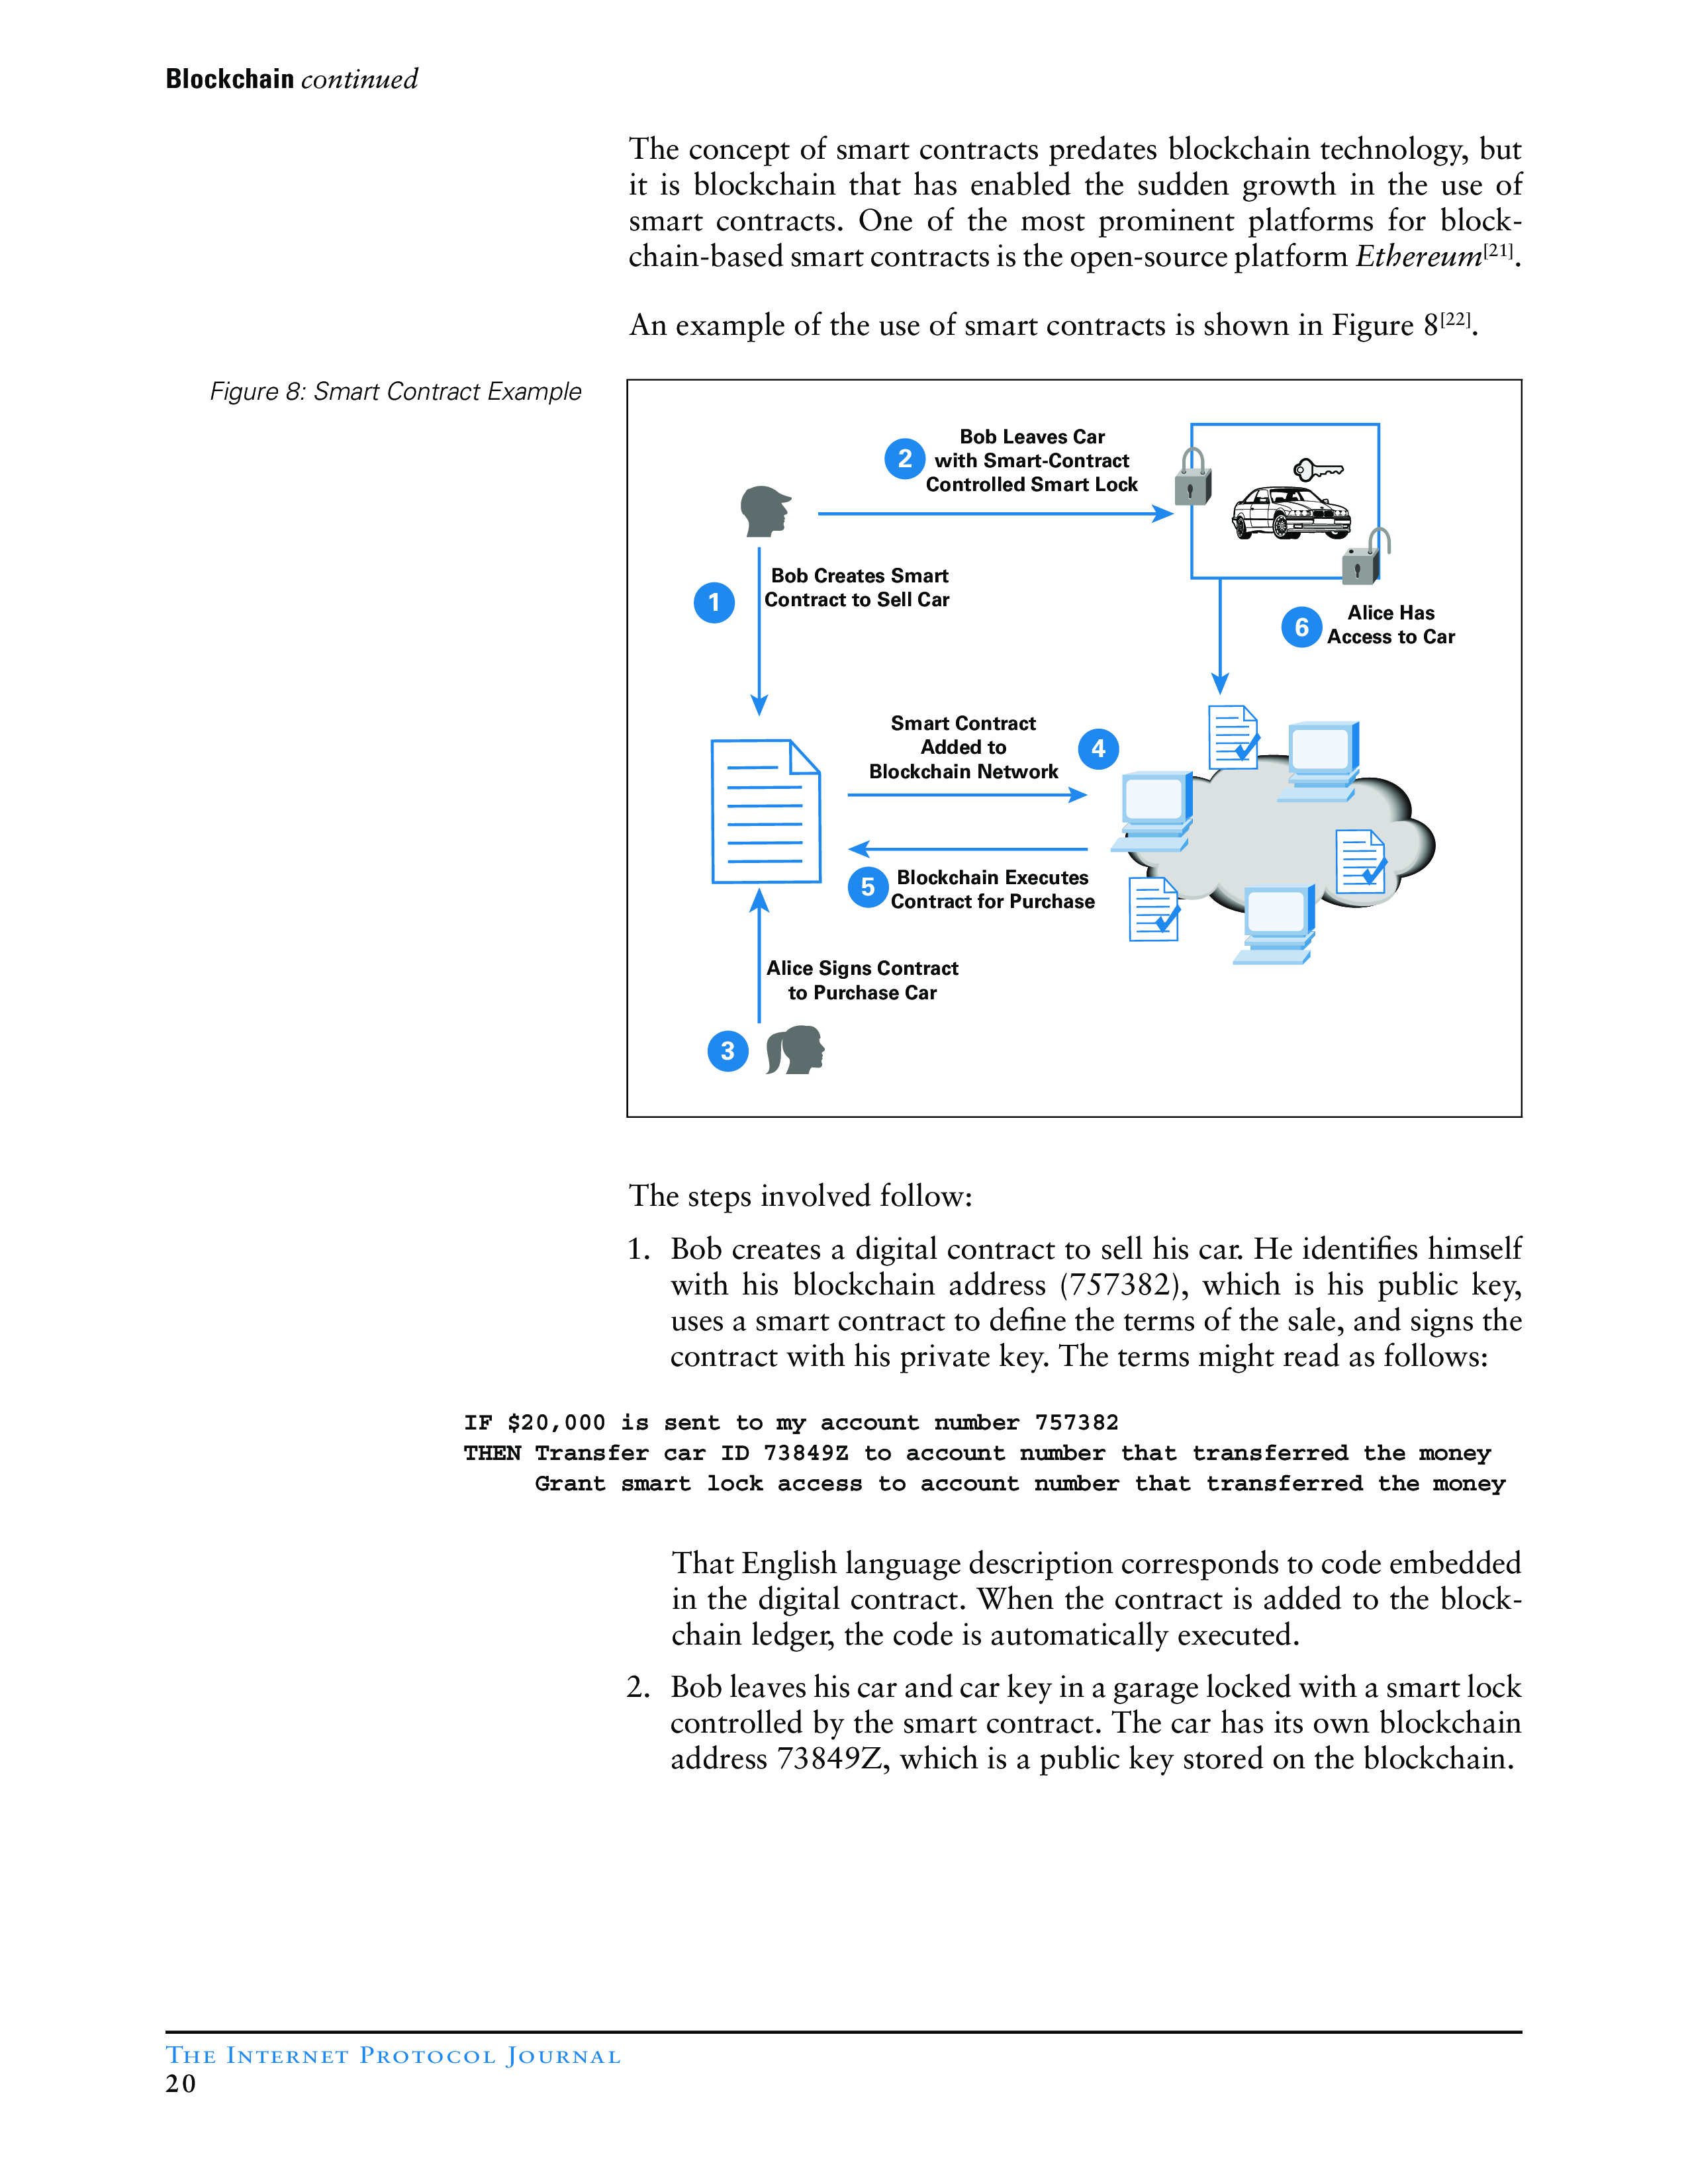 Blockchain continued
The concept of smart contracts predates blockchain technology, but
it is blockchain that has enabled the sudden growth in the use of
smart contracts. One of the most prominent platforms for block-
chain-based smart contracts is the open-source platform Ethereum[21].
An example of the use of smart contracts is shown in Figure 8[22].
Figure 8: Smart Contract Example
2
Bob Leaves Car
with Smart-Contract
Controlled Smart Lock
1
Bob Creates Smart
Contract to Sell Car
6
Alice Has
Access to Car
Smart Contract
Added to
Blockchain Network
4
5
Blockchain Executes
Contract for Purchase
Alice Signs Contract
to Purchase Car
3
The steps involved follow:
1. Bob creates a digital contract to sell his car. He identifies himself
with his blockchain address (757382), which is his public key,
uses a smart contract to define the terms of the sale, and signs the
contract with his private key. The terms might read as follows:
IF $20,000 is sent to my account number 757382
THEN Transfer car ID 73849Z to account number that transferred the money
Grant smart lock access to account number that transferred the money
That English language description corresponds to code embedded
in the digital contract. When the contract is added to the block-
chain ledger, the code is automatically executed.
2. Bob leaves his car and car key in a garage locked with a smart lock
controlled by the smart contract. The car has its own blockchain
address 73849Z, which is a public key stored on the blockchain.
The Internet Protocol Journal
20